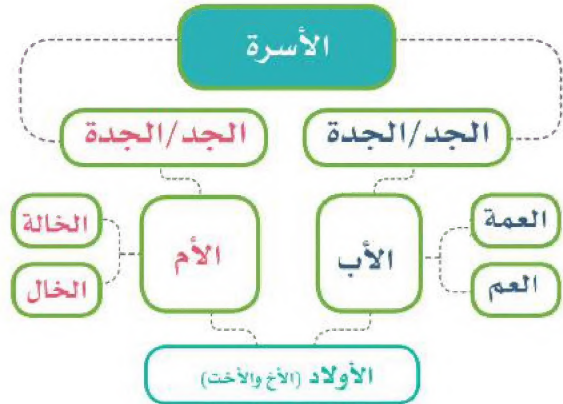 الأسرة
الجد/الجدة
الجد/الجدة
العمة
العم
الأب
الأم
الخالة
الخال
الأولاد (الأخ والأخت)